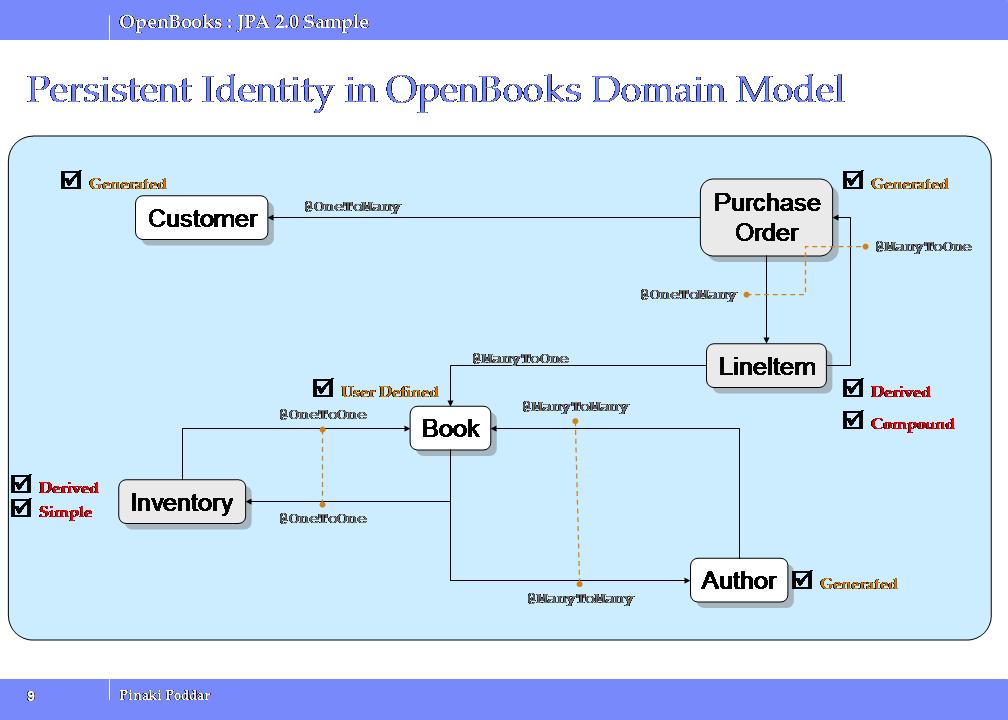 OpenBooks : JPA 2.0 Sample
Persistent Identity in OpenBooks Domain Model
Generated
Generated
@OneToMany
Customer
Purchase
Order
@ManyToOne
@OneToMany
@ManyToOne
LineItem
User Defined
Derived
@OneToOne
@ManyToMany
Book
Compound
Derived
Inventory
Simple
@OneToOne
Author
Generated
@ManyToMany
9
Pinaki Poddar